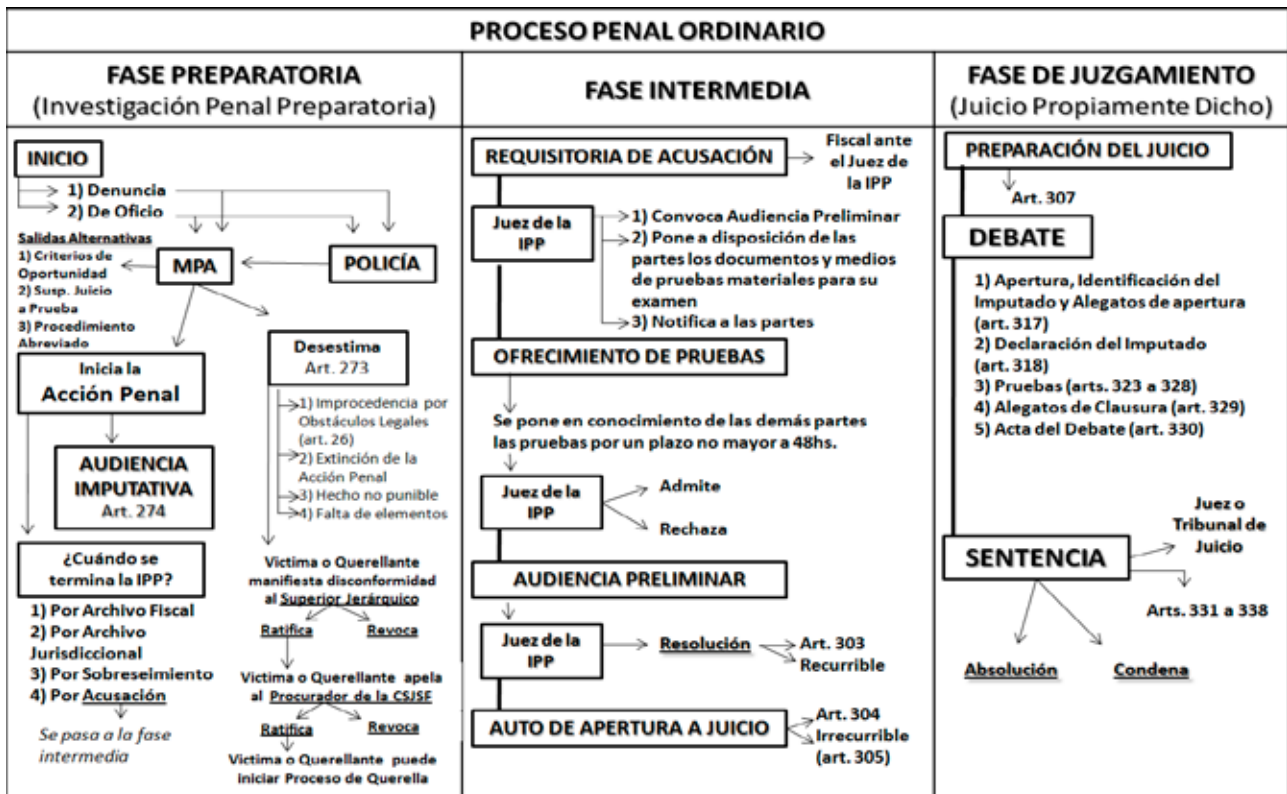 PROCESO PENAL ORDINARIO
FASE PREPARATORIA
(Investigación Penal Preparatoria)
INICIO
1) Denuncia
2) De Oficio
Salidas Alternativas
1) Criterios de
Oportunidad
2) Susp. Juicio
a Prueba
3) Procedimiento
Abreviado
MPA
POLICÍA
Inicia la
Acción Penal
Desestima
Art. 273
1) Improcedencia por
Obstáculos Legales
(art. 26)
2) Extinción de la
Acción Penal
3) Hecho no punible
4) Falta de elementos
AUDIENCIA
IMPUTATIVA
Art. 274
¿Cuándo se
termina la IPP?
1) Por Archivo Fiscal
2) Por Archivo
Jurisdiccional
3) Por Sobreseimiento
4) Por Acusación
Se pasa a la fase
intermedia
Victima o Querellante
manifiesta disconformidad
al Superior Jerárquico
Ratifica
Revoca
Victima o Querellante apela
al Procurador de la CSJSE
Ratifica
Revoca
Victima o Querellante puede
iniciar Proceso de Querella
FASE INTERMEDIA
REQUISITORIA DE ACUSACIÓN
Fiscal ante
el Juez de
la IPP
Juez de la
IPP
1) Convoca Audiencia Preliminar
2) Pone a disposición de las
partes los documentos y medios
de pruebas materiales para su
examen
3) Notifica a las partes
OFRECIMIENTO DE PRUEBAS
Se pone en conocimiento de las demás partes
las pruebas por un plazo no mayor a 48hs.
Juez de la
IPP
Admite
Rechaza
AUDIENCIA PRELIMINAR
Juez de la
IPP
Resolución
Art. 303
Recurrible
AUTO DE APERTURA A JUICIO
Art. 304
Irrecurrible
(art. 305)
FASE DE JUZGAMIENTO
(Juicio Propiamente Dicho)
PREPARACIÓN DEL JUICIO
Art. 307
DEBATE
1) Apertura, Identificación del
Imputado y Alegatos de apertura
(art. 317)
2) Declaración del Imputado
(art. 318)
3) Pruebas (arts. 323 a 328)
4) Alegatos de Clausura (art. 329)
5) Acta del Debate (art. 330)
SENTENCIA
Juez o
Tribunal de
Juicio
Arts. 331 a 338
Absolución
Condena